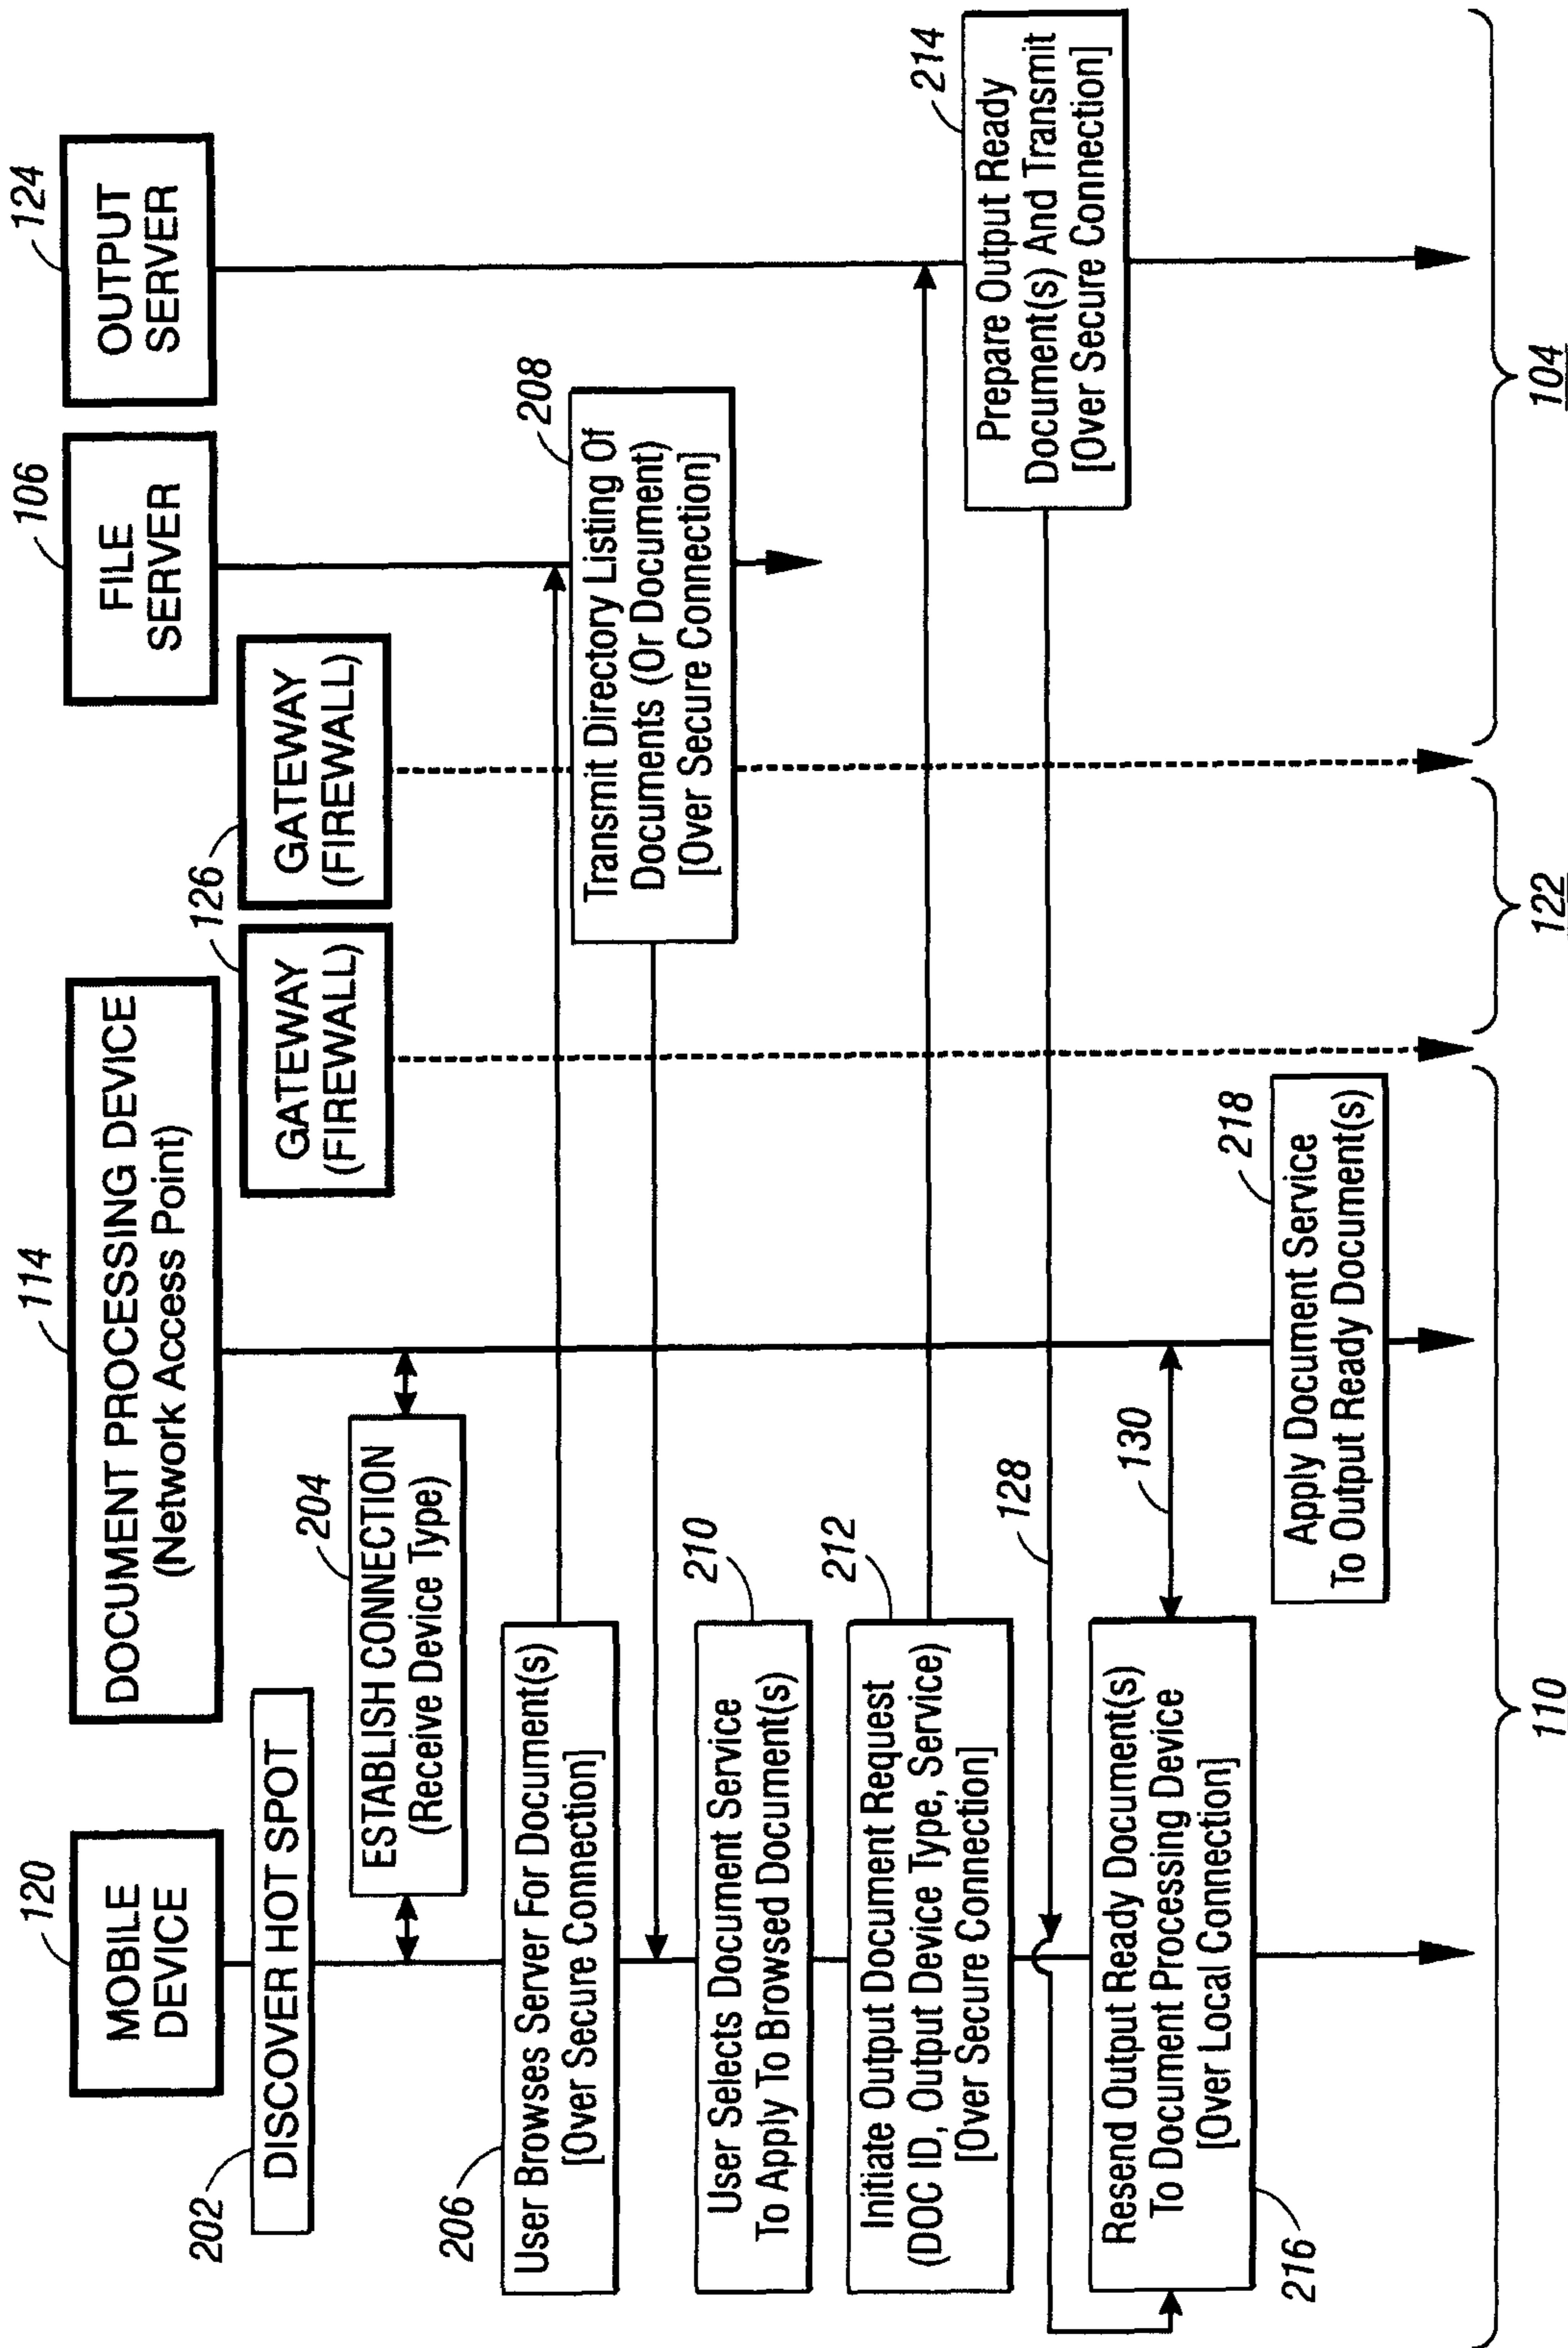 120
MOBILE
DEVICE
114
DOCUMENT PROCESSING DEVICE
(Network Access Point)
126
GATEWAY
(FIREWALL)
GATEWAY
(FIREWALL)
106
FILE
SERVER
124
OUTPUT
SERVER
202
DISCOVER HOT SPOT
204
ESTABLISH CONNECTION
(Receive Device Type)
206
User Browses Server For Document(s)
[Over Secure Connection]
208
Transmit Directory Listing Of
Documents (Or Document)
[Over Secure Connection]
210
User Selects Document Service
To Apply To Browsed Document(s)
212
Initiate Output Document Request
(DOC ID, Output Device Type, Service)
[Over Secure Connection]
214
Prepare Output Ready
Document(s) And Transmit
[Over Secure Connection]
128
130
216
Resend Output Ready Document(s)
To Document Processing Device
[Over Local Connection]
218
Apply Document Service
To Output Ready Document(s)
110
122
104